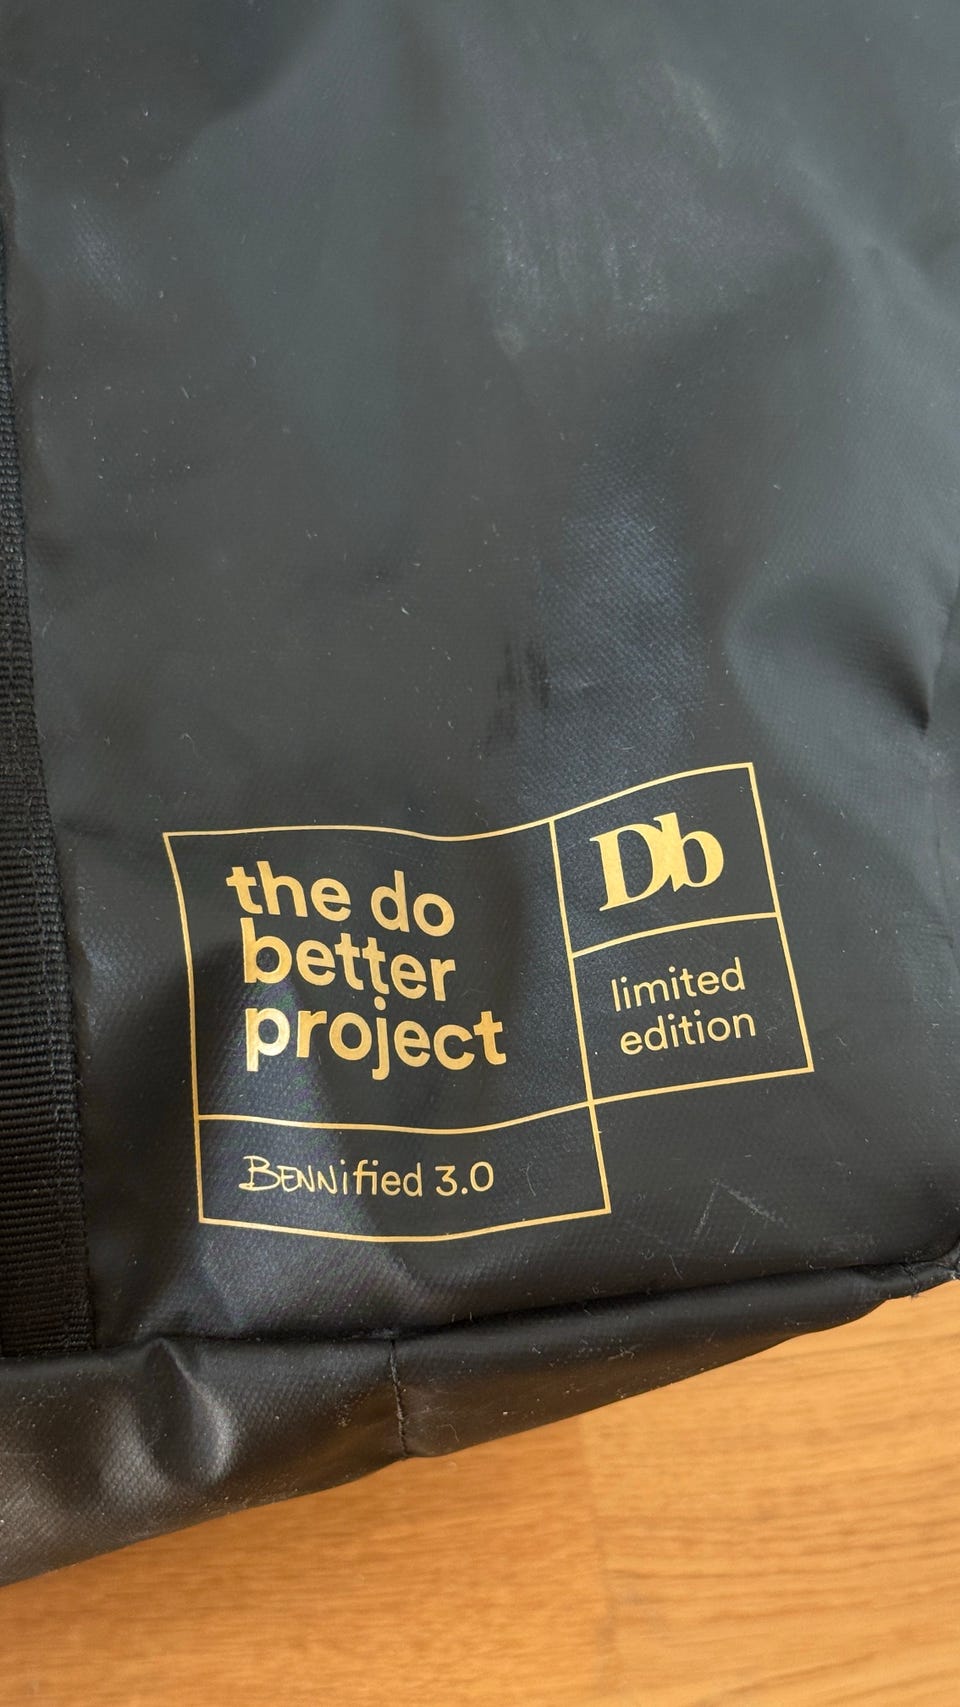 the do
better
project
Db
limited
edition
BENNified 3.0